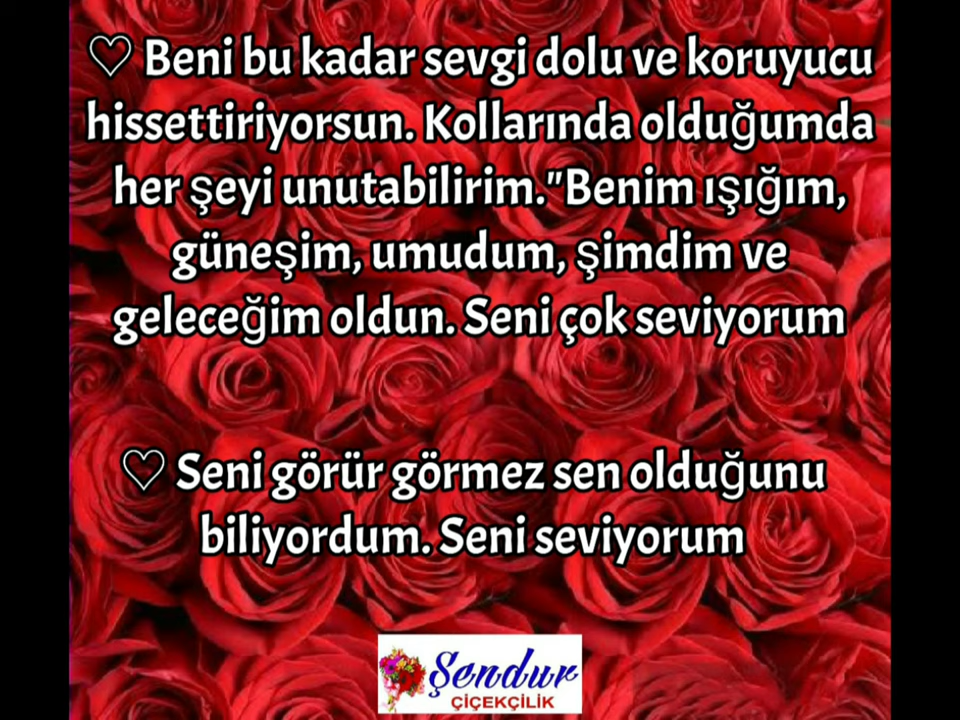 ♡ Beni bu kadar sevgi dolu ve koruyucu
hissettiriyorsun. Kollarında olduğumda
her şeyi unutabilirim."Benim ışığım,
güneşim, umudum, şimdim ve
geleceğim oldun. Seni çok seviyorum
♡ Seni görür görmez sen olduğunu
biliyordum. Seni seviyorum
Şendur
ÇİÇEKÇİLİK